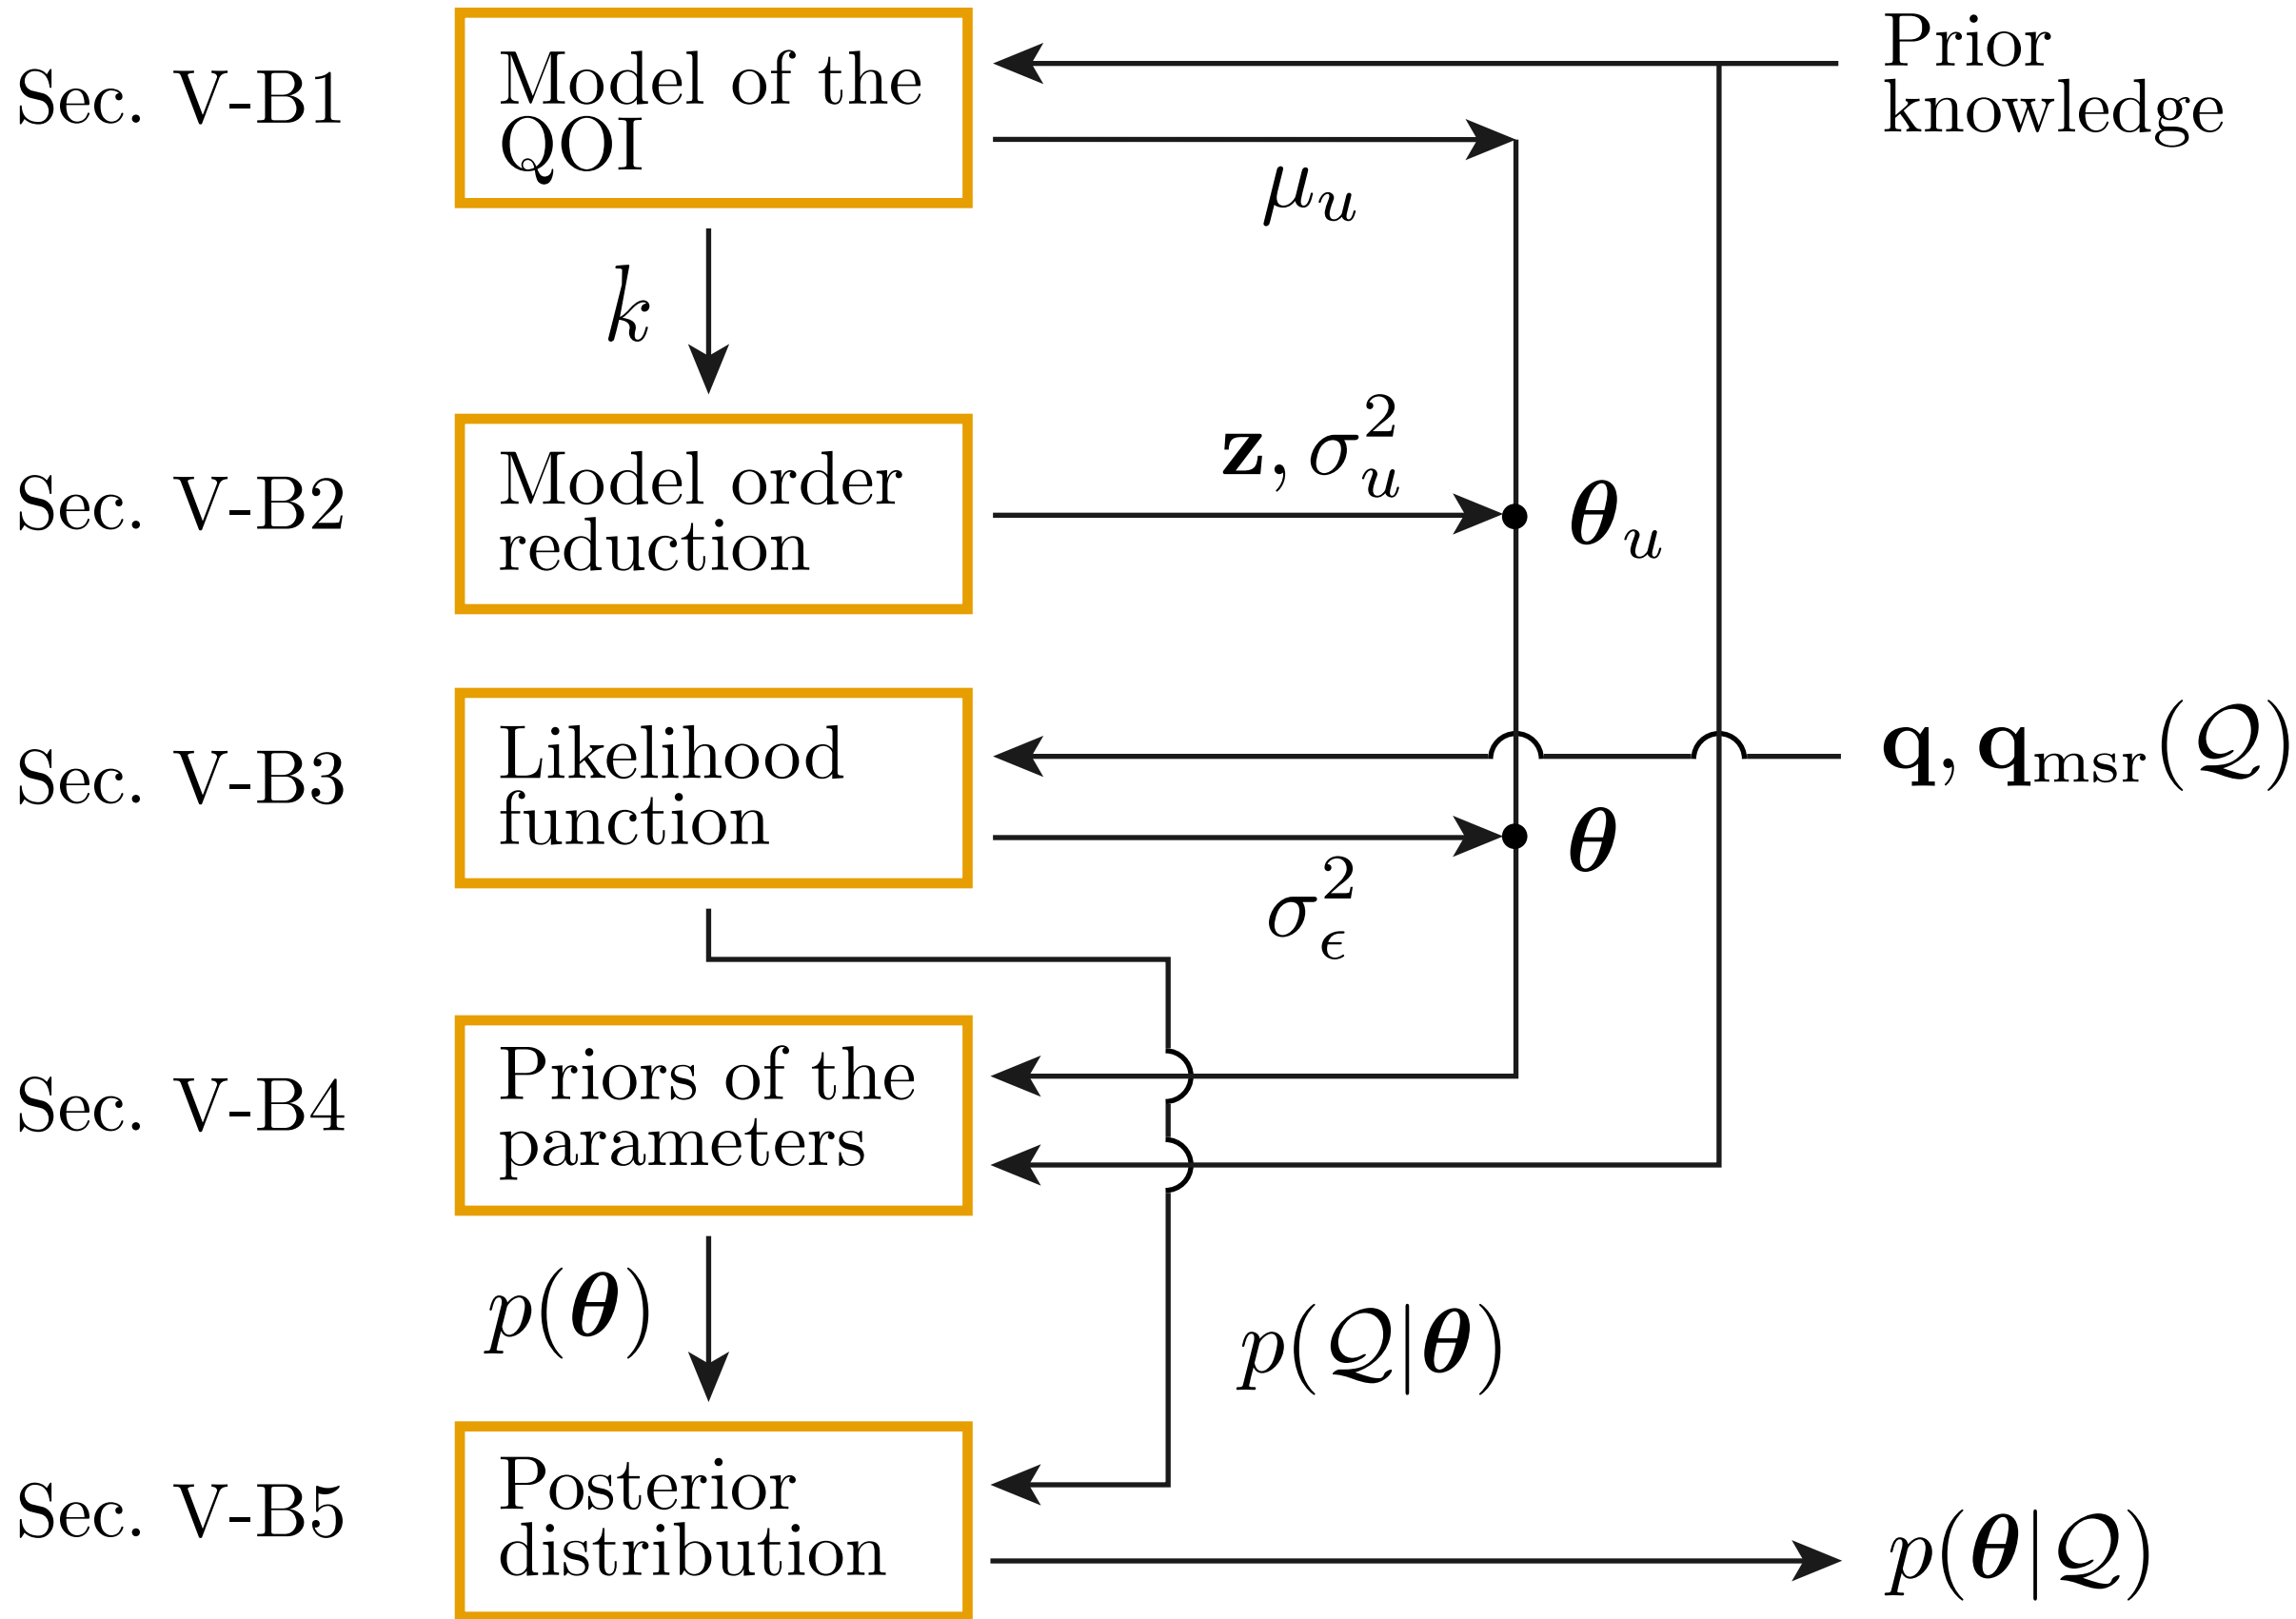 Sec. V-B1
Model of the
QOI
Prior
knowledge
μ_u
k
Sec. V-B2
Model order
reduction
z, σ_u^2
θ_u
Sec. V-B3
Likelihood
function
q, q_nmsr (𝒬)
θ
σ_ϵ^2
Sec. V-B4
Priors of the
parameters
p(θ)
p(𝒬|θ)
Sec. V-B5
Posterior
distribution
p(θ|𝒬)